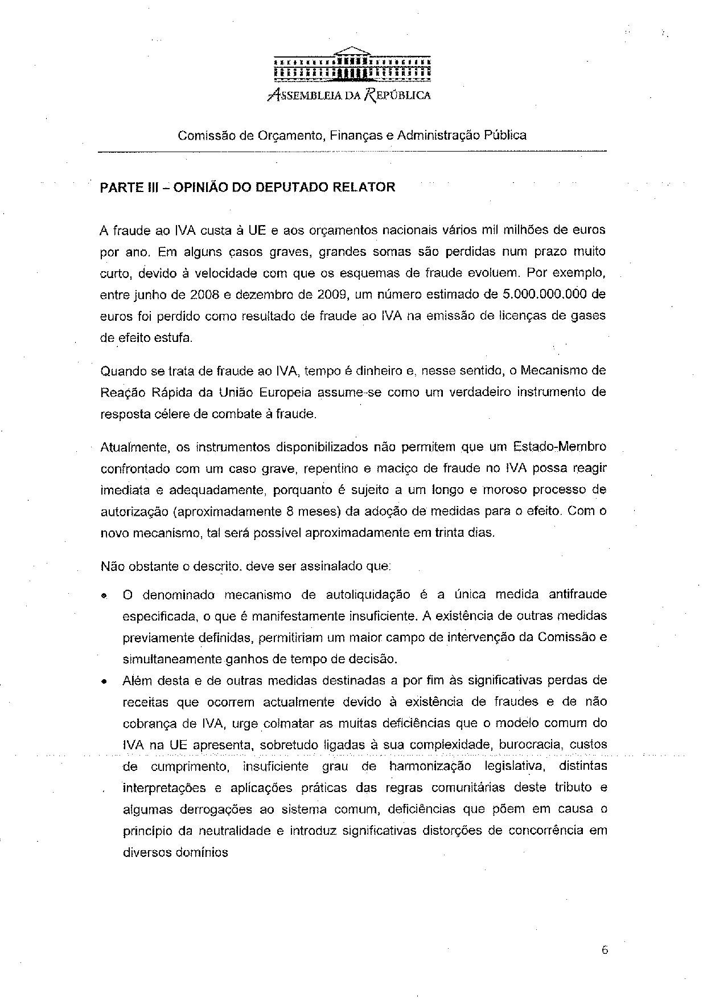 ASSEMBLEIA DA REPÚBLICA
Comissão de Orçamento, Finanças e Administração Pública
PARTE III – OPINIÃO DO DEPUTADO RELATOR
A fraude ao IVA custa à UE e aos orçamentos nacionais vários mil milhões de euros
por ano. Em alguns casos graves, grandes somas são perdidas num prazo muito
curto, devido à velocidade com que os esquemas de fraude evoluem. Por exemplo,
entre junho de 2008 e dezembro de 2009, um número estimado de 5.000.000.000 de
euros foi perdido como resultado de fraude ao IVA na emissão de licenças de gases
de efeito estufa.
Quando se trata de fraude ao IVA, tempo é dinheiro e, nesse sentido, o Mecanismo de
Reação Rápida da União Europeia assume-se como um verdadeiro instrumento de
resposta célere de combate à fraude.
Atualmente, os instrumentos disponibilizados não permitem que um Estado-Membro
confrontado com um caso grave, repentino e maciço de fraude no IVA possa reagir
imediata e adequadamente, porquanto é sujeito a um longo e moroso processo de
autorização (aproximadamente 8 meses) da adoção de medidas para o efeito. Com o
novo mecanismo, tal será possível aproximadamente em trinta dias.
Não obstante o descrito, deve ser assinalado que:
• O denominado mecanismo de autoliquidação é a única medida antifraude
especificada, o que é manifestamente insuficiente. A existência de outras medidas
previamente definidas, permitiriam um maior campo de intervenção da Comissão e
simultaneamente ganhos de tempo de decisão.
• Além desta e de outras medidas destinadas a por fim às significativas perdas de
receitas que ocorrem actualmente devido à existência de fraudes e de não
cobrança de IVA, urge colmatar as muitas deficiências que o modelo comum do
IVA na UE apresenta, sobretudo ligadas à sua complexidade, burocracia, custos
de cumprimento, insuficiente grau de harmonização legislativa, distintas
interpretações e aplicações práticas das regras comunitárias deste tributo e
algumas derrogações ao sistema comum, deficiências que põem em causa o
princípio da neutralidade e introduz significativas distorções de concorrência em
diversos domínios
6